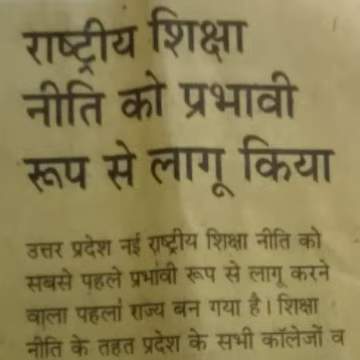 राष्ट्रीय शिक्षा
नीति को प्रभावी
रूप से लागू किया
उत्तर प्रदेश नई राष्ट्रीय शिक्षा नीति को
सबसे पहले प्रभावी रूप से लागू करने
वाला पहला राज्य बन गया है। शिक्षा
नीति के तहत प्रदेश के सभी कॉलेजों व